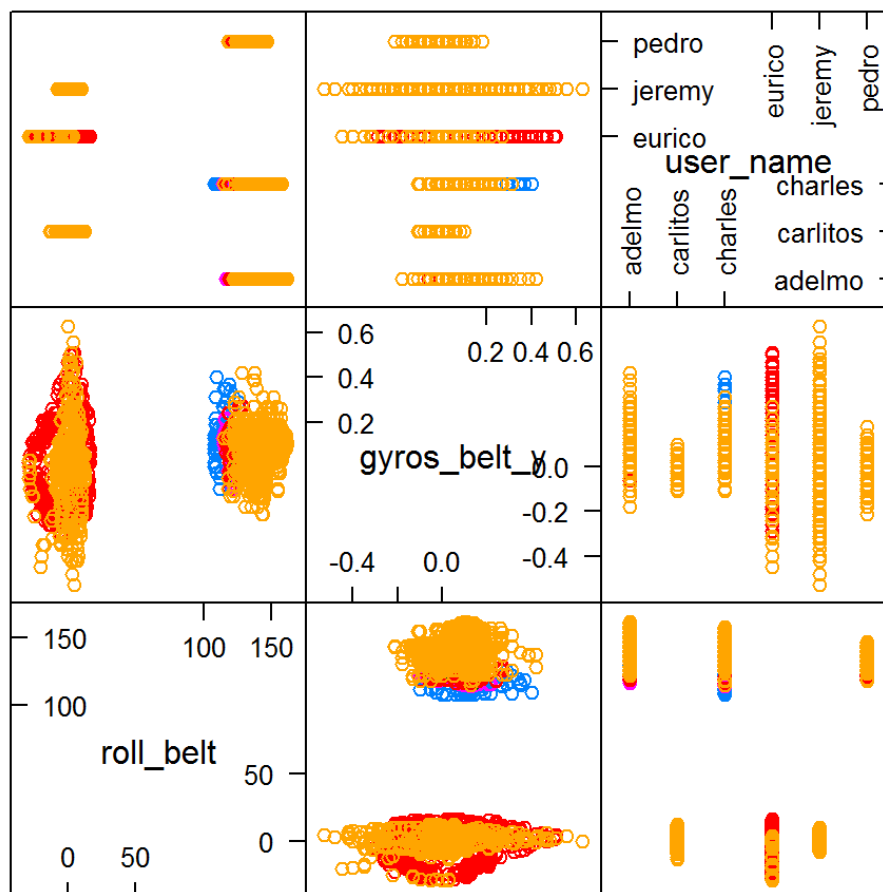 pedro
jeremy
eurico
user_name
charles
carlitos
adelmo
adelmo
carlitos
charles
eurico
jeremy
pedro
0.6
0.4
0.2
0.2 0.4 0.6
gyros_belt_y
0.0
-0.2
-0.4
-0.4 0.0
150
100
100 150
roll_belt
50
0
0 50